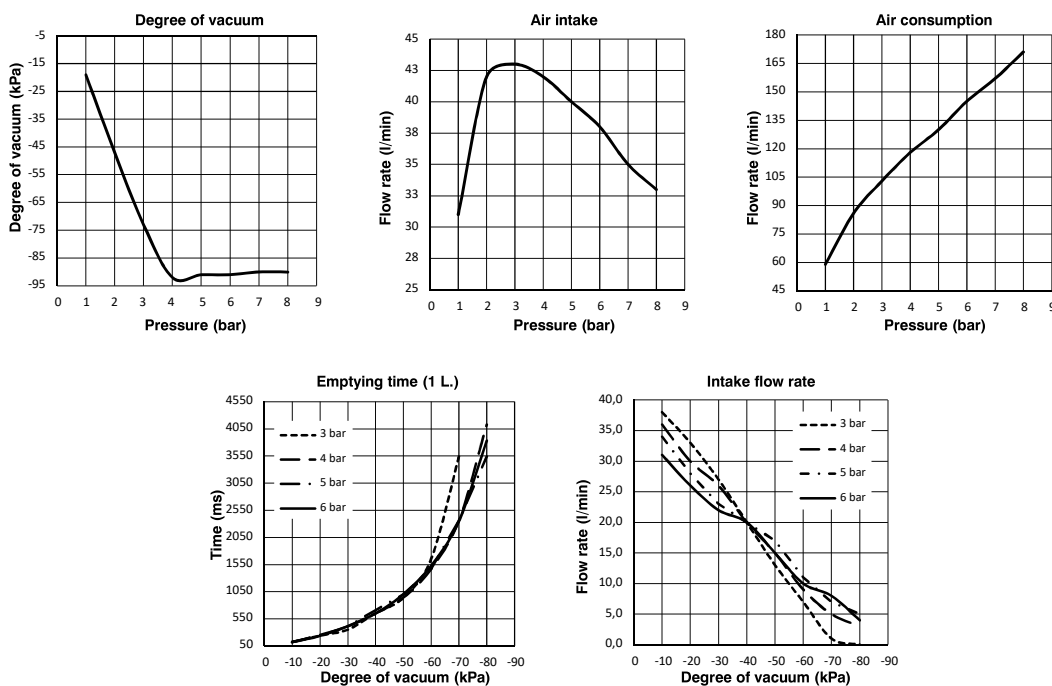 Degree of vacuum
Degree of vacuum (kPa)
-5
-15
-25
-35
-45
-55
-65
-75
-85
-95
0 1 2 3 4 5 6 7 8 9
Pressure (bar)
Air intake
Flow rate (l/min)
45
43
40
38
35
33
30
28
25
0 1 2 3 4 5 6 7 8 9
Pressure (bar)
Air consumption
Flow rate (l/min)
180
165
150
135
120
105
90
75
60
45
0 1 2 3 4 5 6 7 8 9
Pressure (bar)
Emptying time (1 L.)
Time (ms)
4550
4050
3550
3050
2550
2050
1550
1050
550
50
3 bar
4 bar
5 bar
6 bar
0 -10 -20 -30 -40 -50 -60 -70 -80 -90
Degree of vacuum (kPa)
Intake flow rate
Flow rate (l/min)
40,0
35,0
30,0
25,0
20,0
15,0
10,0
5,0
0,0
3 bar
4 bar
5 bar
6 bar
0 -10 -20 -30 -40 -50 -60 -70 -80 -90
Degree of vacuum (kPa)